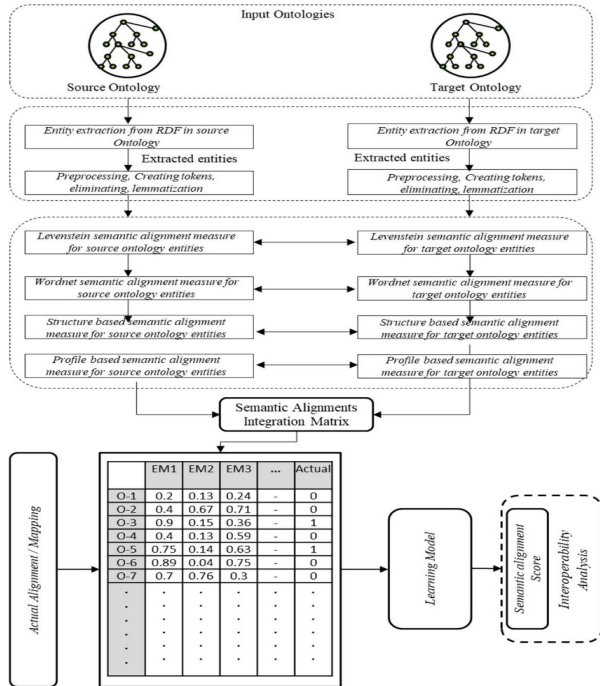 Input Ontologies
Source Ontology
Target Ontology
Entity extraction from RDF in source
Ontology
Entity extraction from RDF in target
Ontology
Extracted entities
Extracted entities
Preprocessing, Creating tokens,
eliminating, lemmatization
Preprocessing, Creating tokens,
eliminating, lemmatization
Levenstein semantic alignment measure
for source ontology entities
Levenstein semantic alignment measure
for target ontology entities
Wordnet semantic alignment measure for
source ontology entities
Wordnet semantic alignment measure for
target ontology entities
Structure based semantic alignment
measure for source ontology entities
Structure based semantic alignment
measure for target ontology entities
Profile based semantic alignment
measure for source ontology entities
Profile based semantic alignment
measure for target ontology entities
Semantic Alignments
Integration Matrix
Actual Alignment / Mapping
EM1 EM2 EM3 ... Actual
O-1 0.2 0.13 0.24 - 0
O-2 0.4 0.67 0.71 - 0
O-3 0.9 0.15 0.36 - 1
O-4 0.4 0.13 0.59 - 0
O-5 0.75 0.14 0.63 - 1
O-6 0.89 0.04 0.75 - 0
O-7 0.7 0.76 0.3 - 0
. . . . . .
. . . . . .
. . . . . .
. . . . . .
. . . . . .
Learning Model
Semantic alignment
Score
Interoperability
Analysis